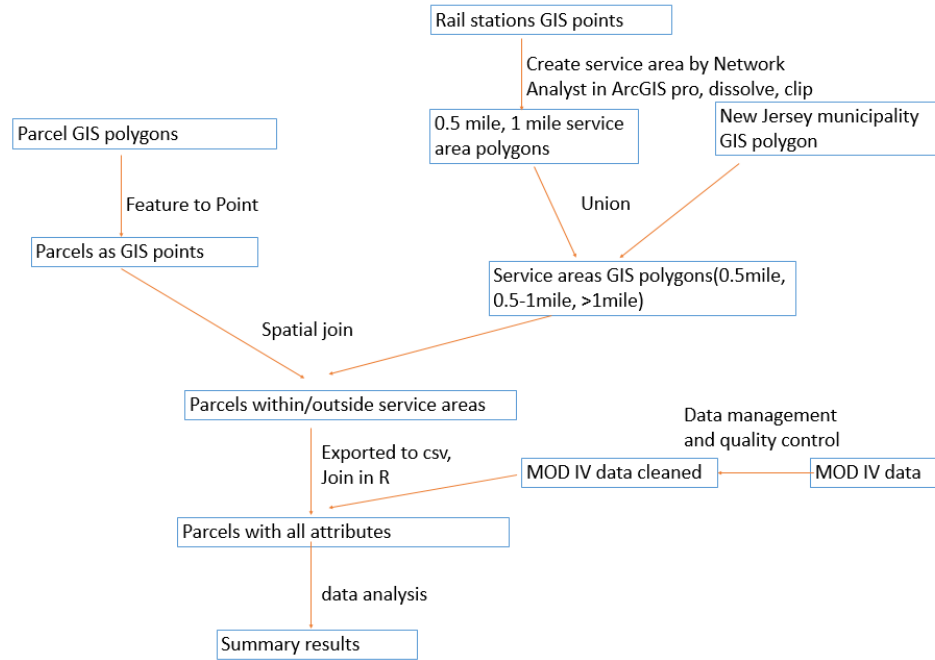 Rail stations GIS points
Create service area by Network
Analyst in ArcGIS pro, dissolve, clip
Parcel GIS polygons
0.5 mile, 1 mile service
area polygons
New Jersey municipality
GIS polygon
Feature to Point
Union
Parcels as GIS points
Service areas GIS polygons(0.5mile,
0.5-1mile, >1mile)
Spatial join
Parcels within/outside service areas
Data management
and quality control
Exported to csv,
Join in R
MOD IV data cleaned
MOD IV data
Parcels with all attributes
data analysis
Summary results